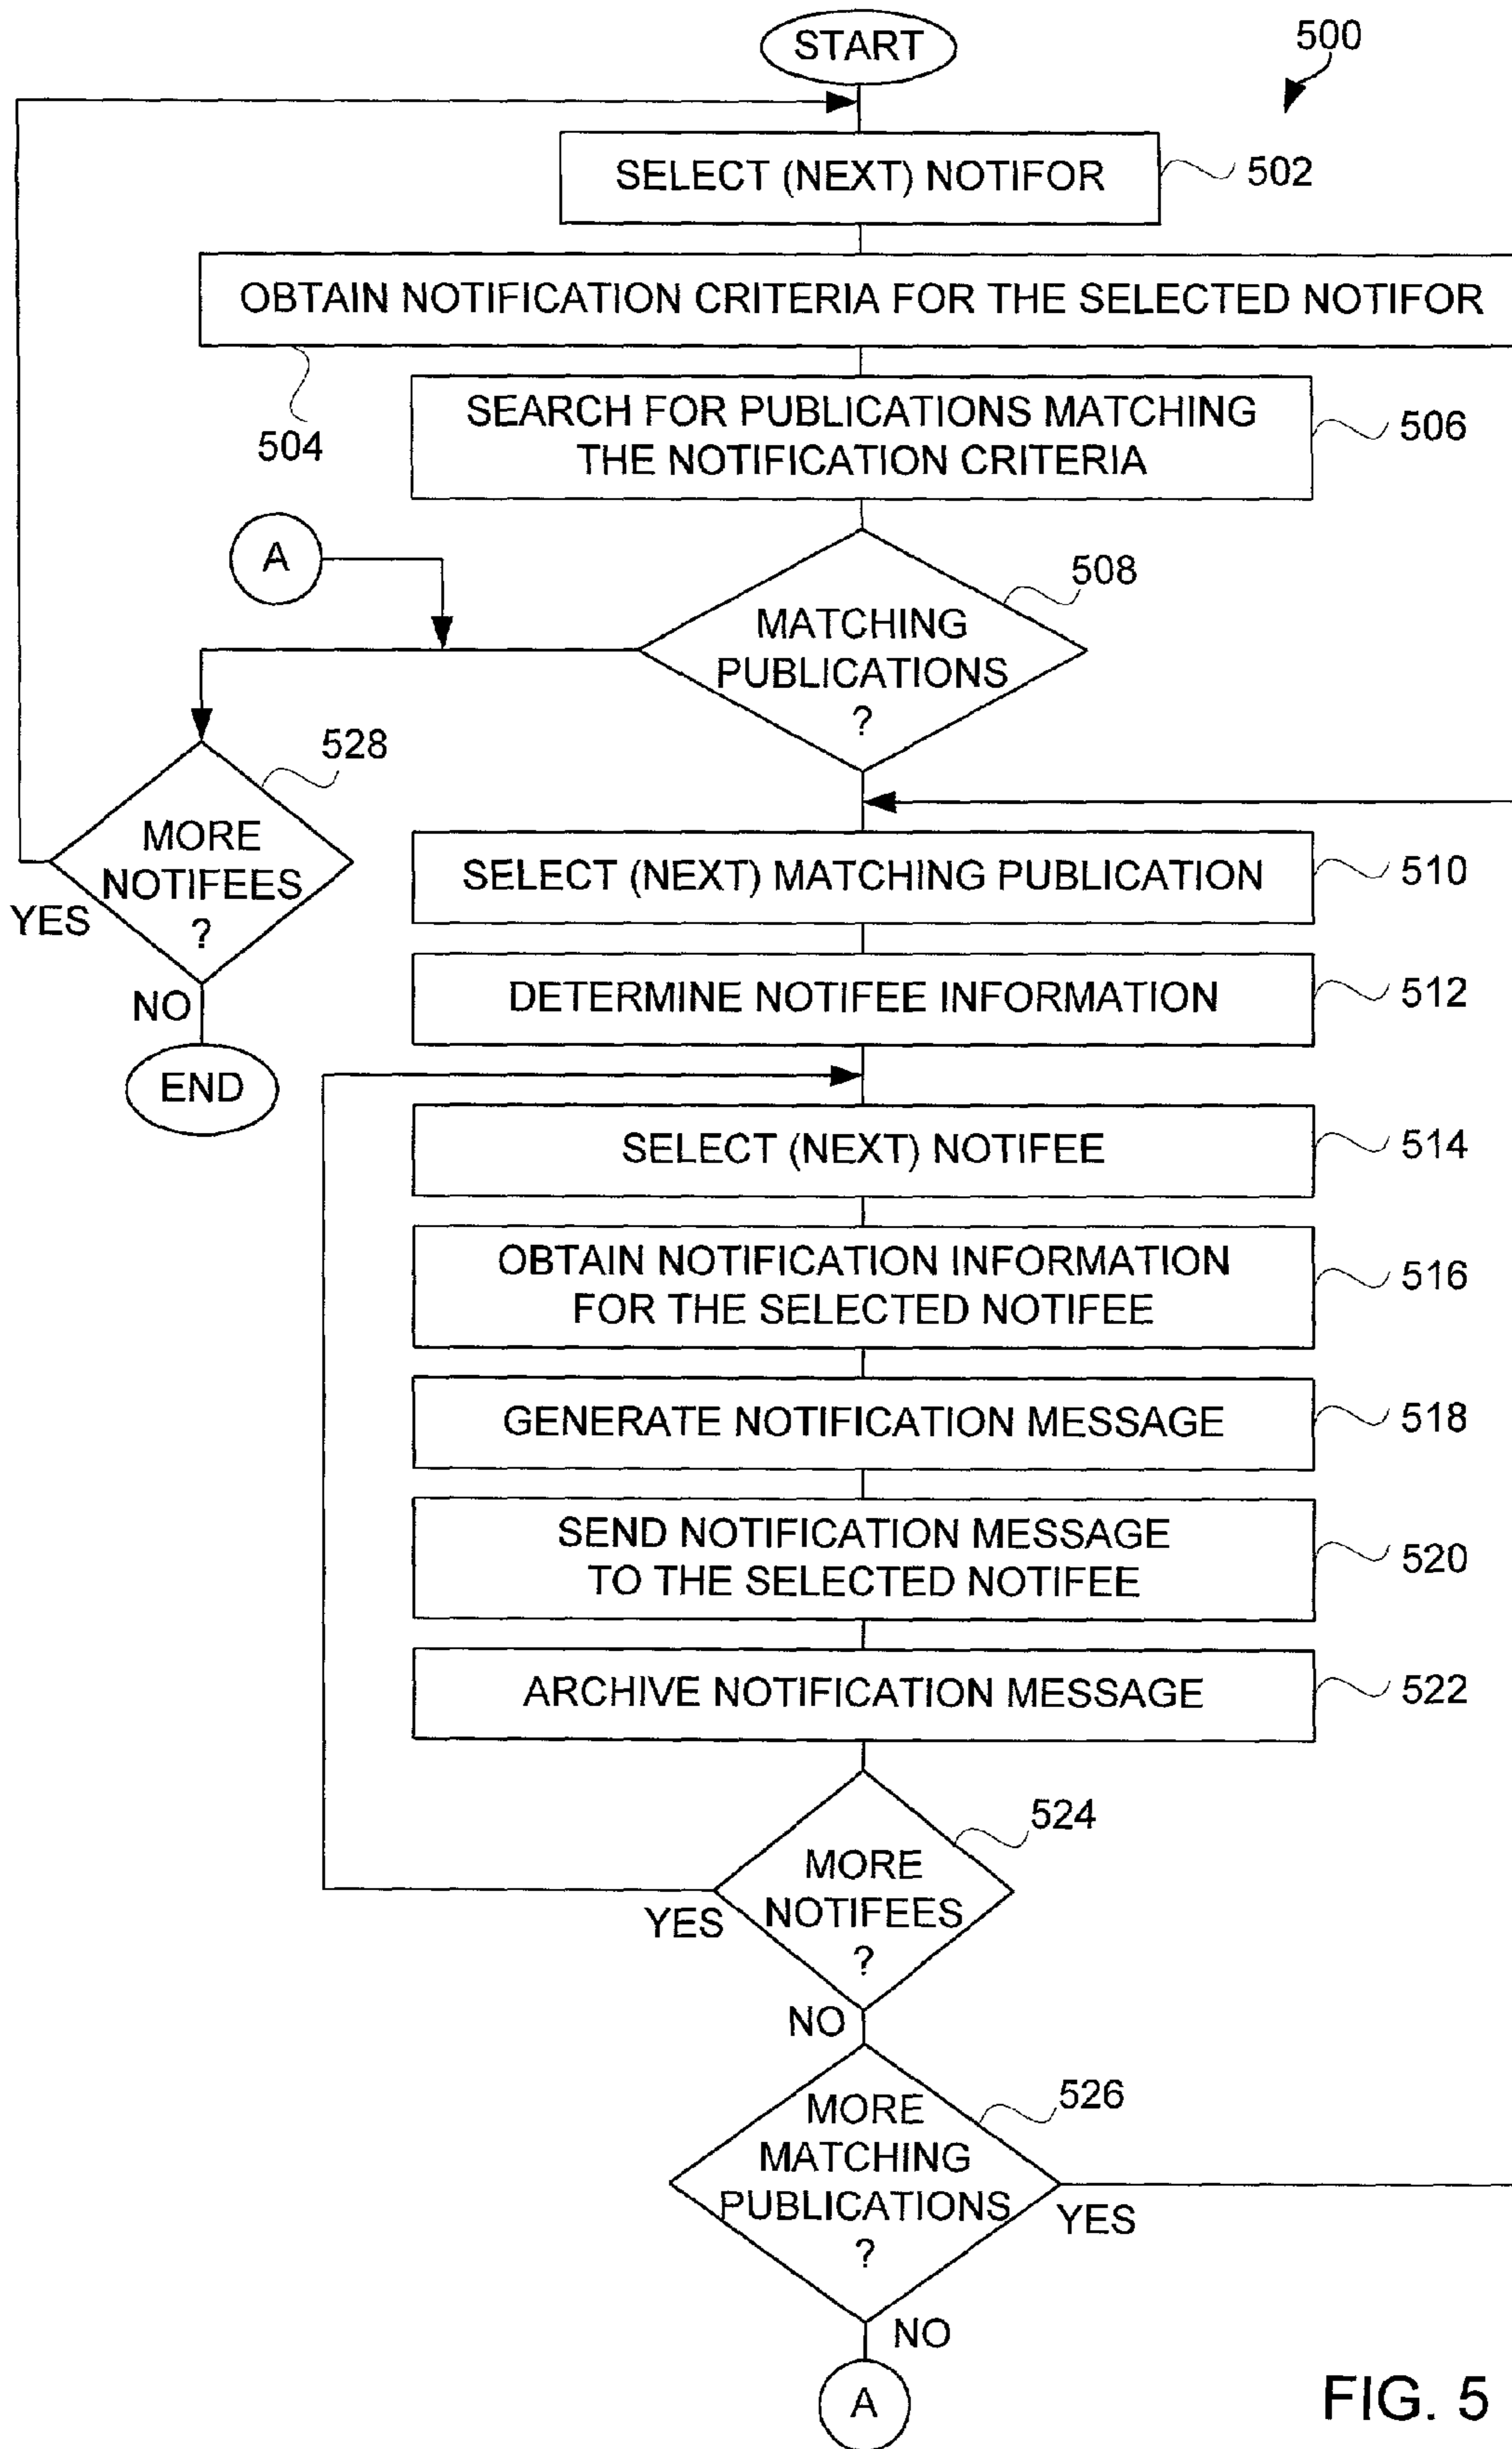 START
500
SELECT (NEXT) NOTIFOR
502
OBTAIN NOTIFICATION CRITERIA FOR THE SELECTED NOTIFOR
504
SEARCH FOR PUBLICATIONS MATCHING
THE NOTIFICATION CRITERIA
506
A
508
MATCHING
PUBLICATIONS
?
528
MORE
NOTIFEES
?
YES
NO
END
SELECT (NEXT) MATCHING PUBLICATION
510
DETERMINE NOTIFEE INFORMATION
512
SELECT (NEXT) NOTIFEE
514
OBTAIN NOTIFICATION INFORMATION
FOR THE SELECTED NOTIFEE
516
GENERATE NOTIFICATION MESSAGE
518
SEND NOTIFICATION MESSAGE
TO THE SELECTED NOTIFEE
520
ARCHIVE NOTIFICATION MESSAGE
522
524
MORE
NOTIFEES
?
YES
NO
526
MORE
MATCHING
PUBLICATIONS
?
YES
NO
A
FIG. 5